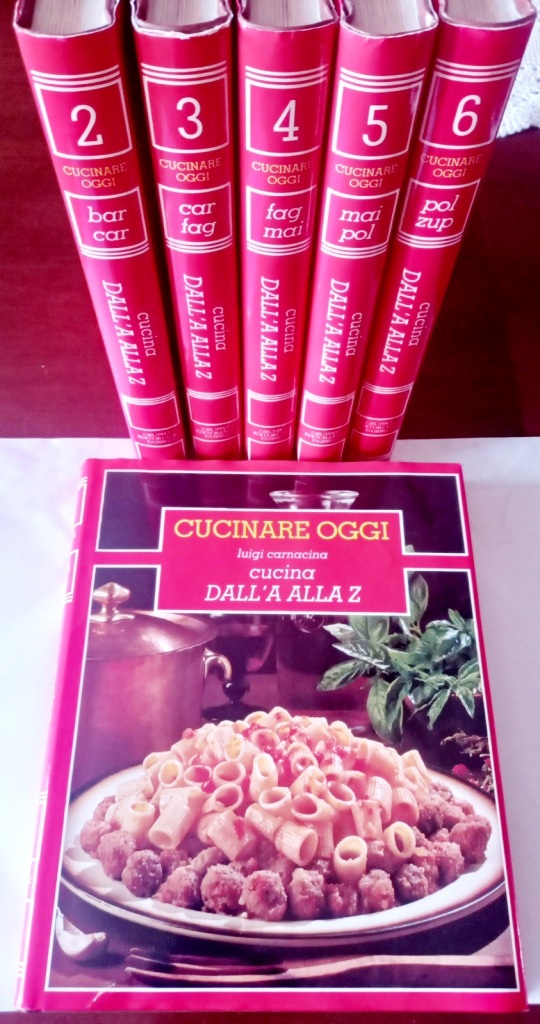 2
CUCINARE
OGGI
bar
car
cucina
DALL'A ALLA Z
3
CUCINARE
OGGI
car
fag
cucina
DALL'A ALLA Z
4
CUCINARE
OGGI
fag
mai
cucina
DALL'A ALLA Z
5
CUCINARE
OGGI
mai
pol
cucina
DALL'A ALLA Z
6
CUCINARE
OGGI
pol
zup
cucina
DALL'A ALLA Z
CUCINARE OGGI
luigi carnacina
cucina
DALL'A ALLA Z